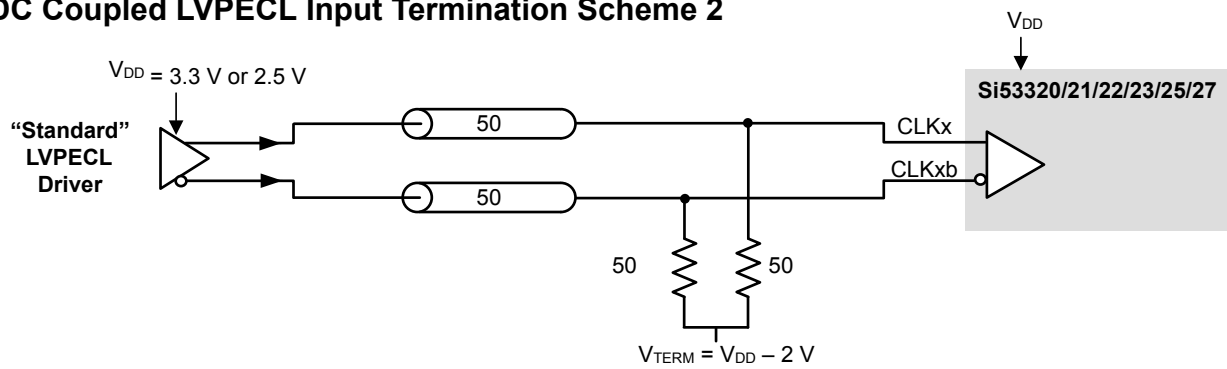 DC Coupled LVPECL Input Termination Scheme 2
VDD
VDD = 3.3 V or 2.5 V
Si53320/21/22/23/25/27
“Standard”
LVPECL
Driver
50
CLKx
50
CLKxb
50
50
VTERM = VDD – 2 V